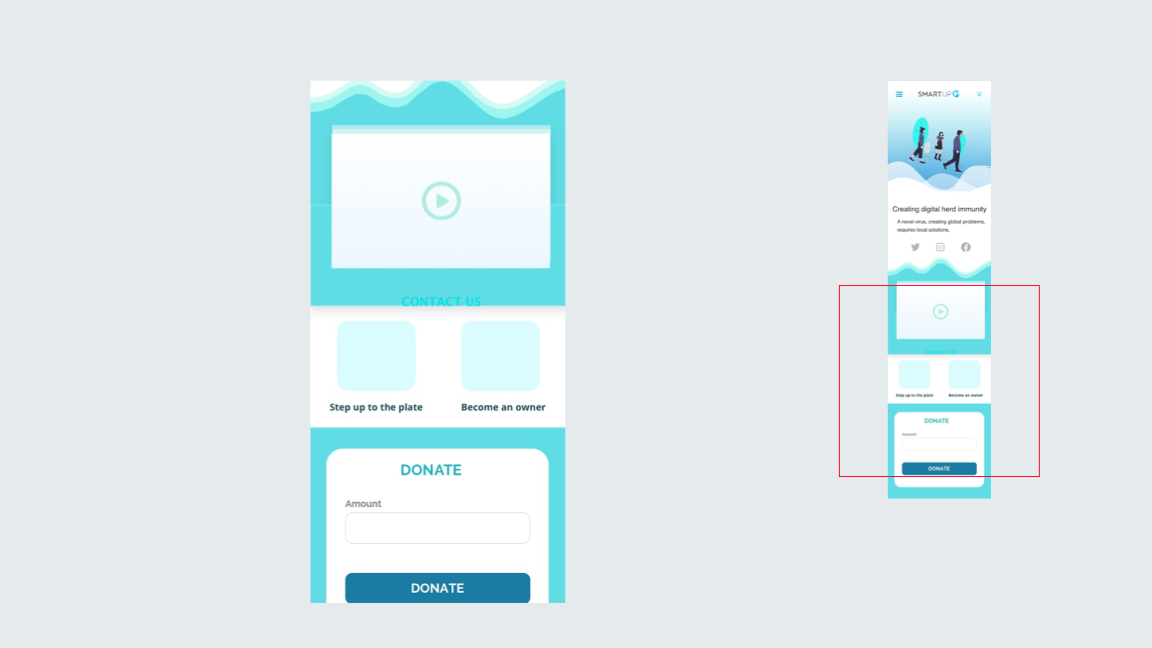 CONTACT US
Step up to the plate
Become an owner
DONATE
Amount
DONATE
SMARTUP
Creating digital herd immunity
A novel virus, creating global problems,
requires local solutions.
CONTACT US
Step up to the plate
Become an owner
DONATE
Amount
DONATE